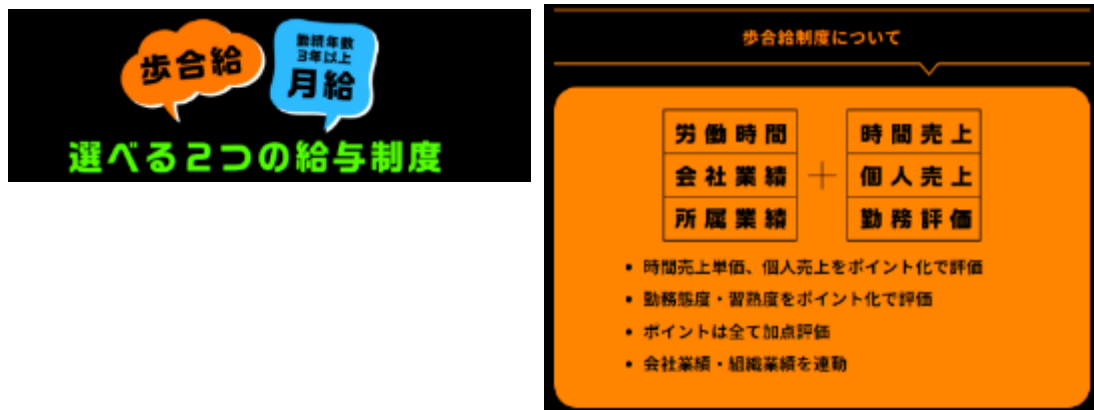 歩合給
勤続年数
3年以上
月給
選べる2つの給与制度
歩合給制度について
労働時間
会社業績
所属業績
+
時間売上
個人売上
勤務評価
• 時間売上単価、個人売上をポイント化で評価
• 勤務態度・習熟度をポイント化で評価
• ポイントは全て加点評価
• 会社業績・組織業績を連動